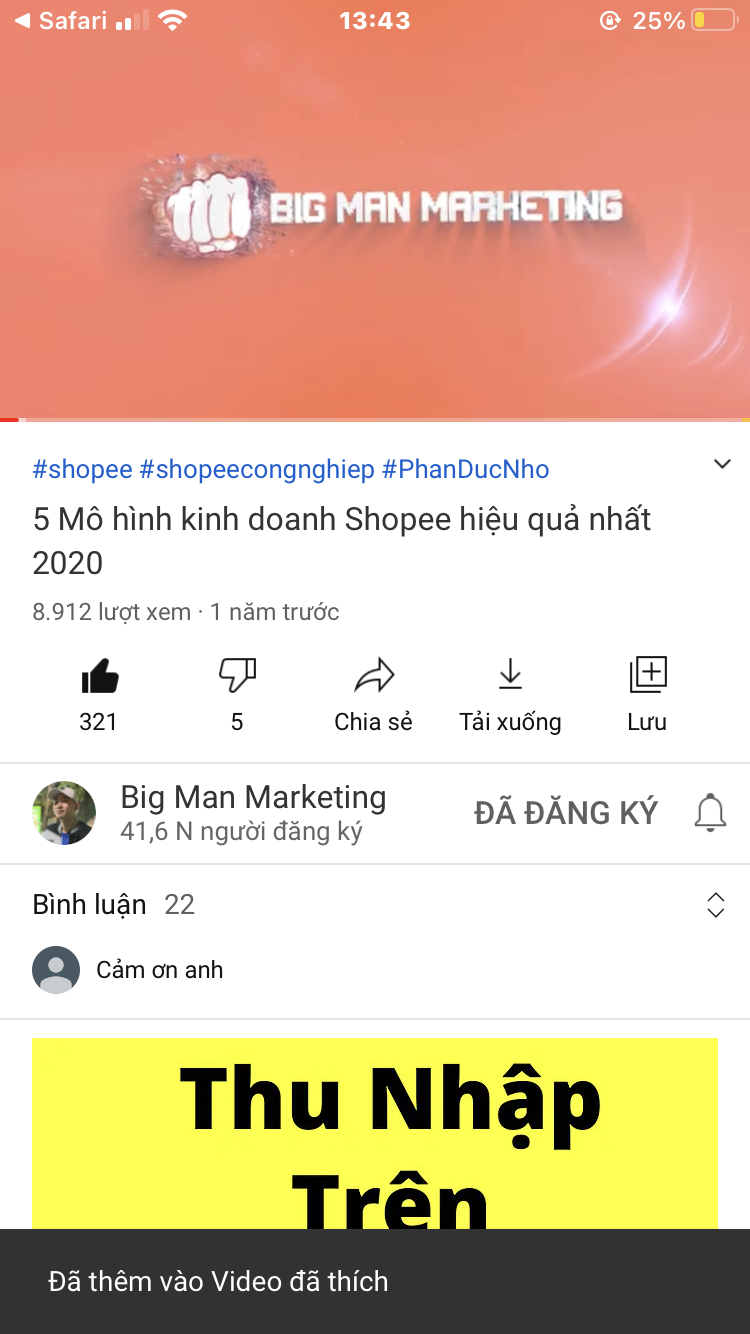 Safari
13:43
25%
BIG MAN MARKETING
#shopee #shopeecongnghiep #PhanDucNho
5 Mô hình kinh doanh Shopee hiệu quả nhất
2020
8.912 lượt xem · 1 năm trước
321
5
Chia sẻ
Tải xuống
Lưu
Big Man Marketing
41,6 N người đăng ký
ĐÃ ĐĂNG KÝ
Bình luận 22
Cảm ơn anh
Thu Nhập
Trên
Đã thêm vào Video đã thích